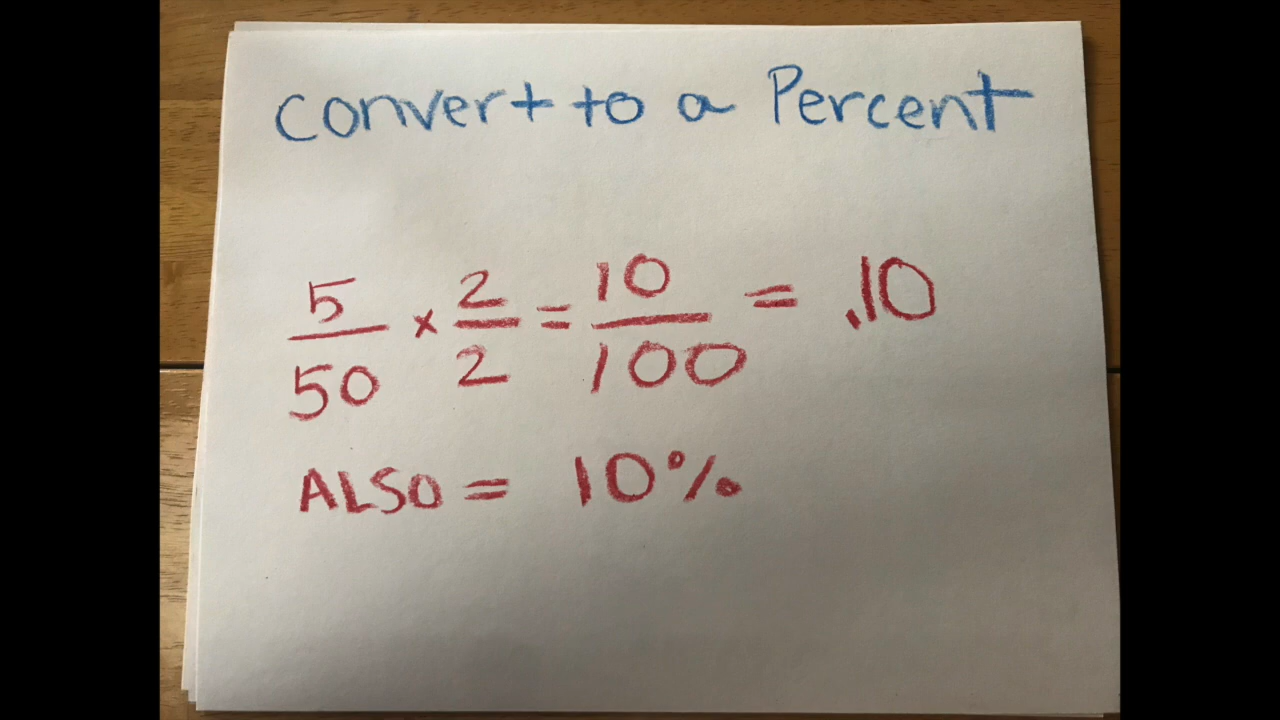 Convert to a Percent
5/50 × 2/2 = 10/100 = .10
ALSO = 10%